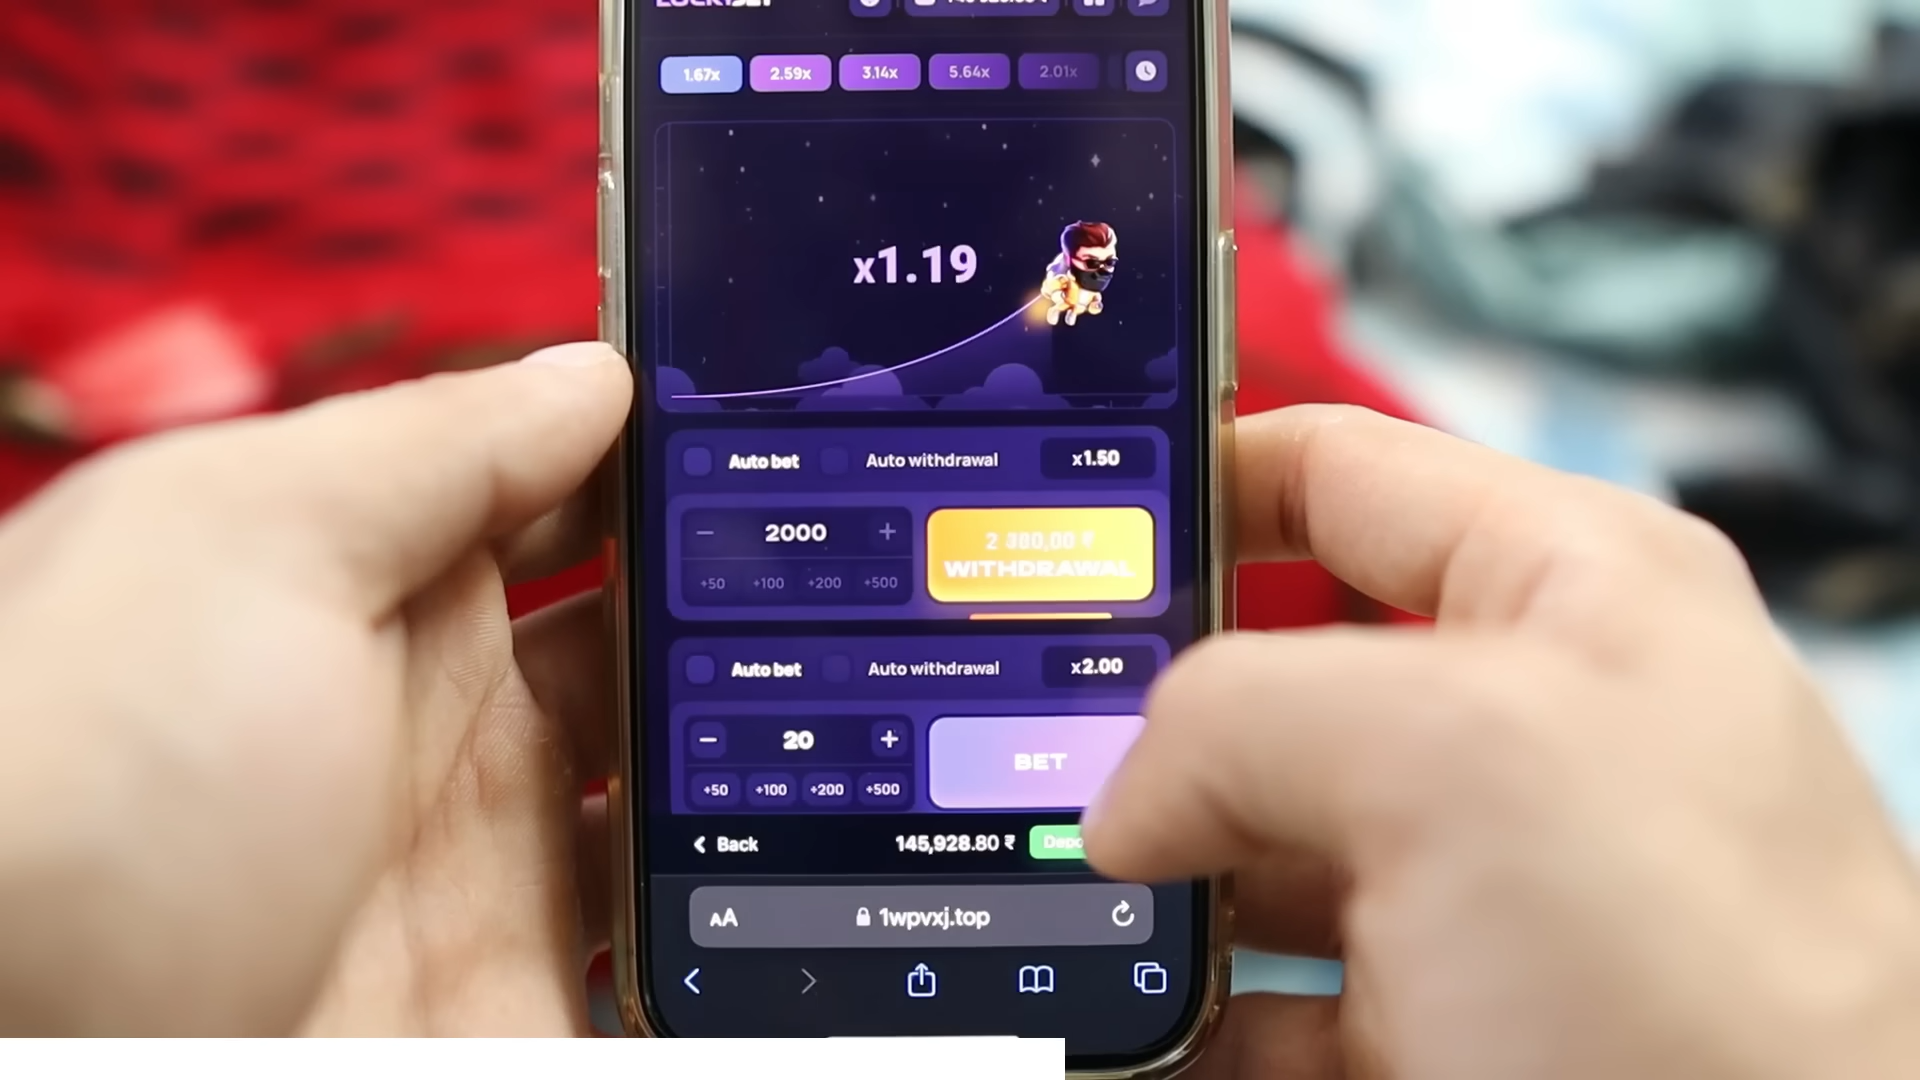 1.67x 2.59x 3.14x 5.64x 2.01x
x1.19
Auto bet Auto withdrawal x1.50
− 2000 +
+50 +100 +200 +500
2 380,00 ₹
WITHDRAWAL
Auto bet Auto withdrawal x2.00
− 20 +
+50 +100 +200 +500
BET
Back 145,928.80 ₹
AA 1wpvxj.top